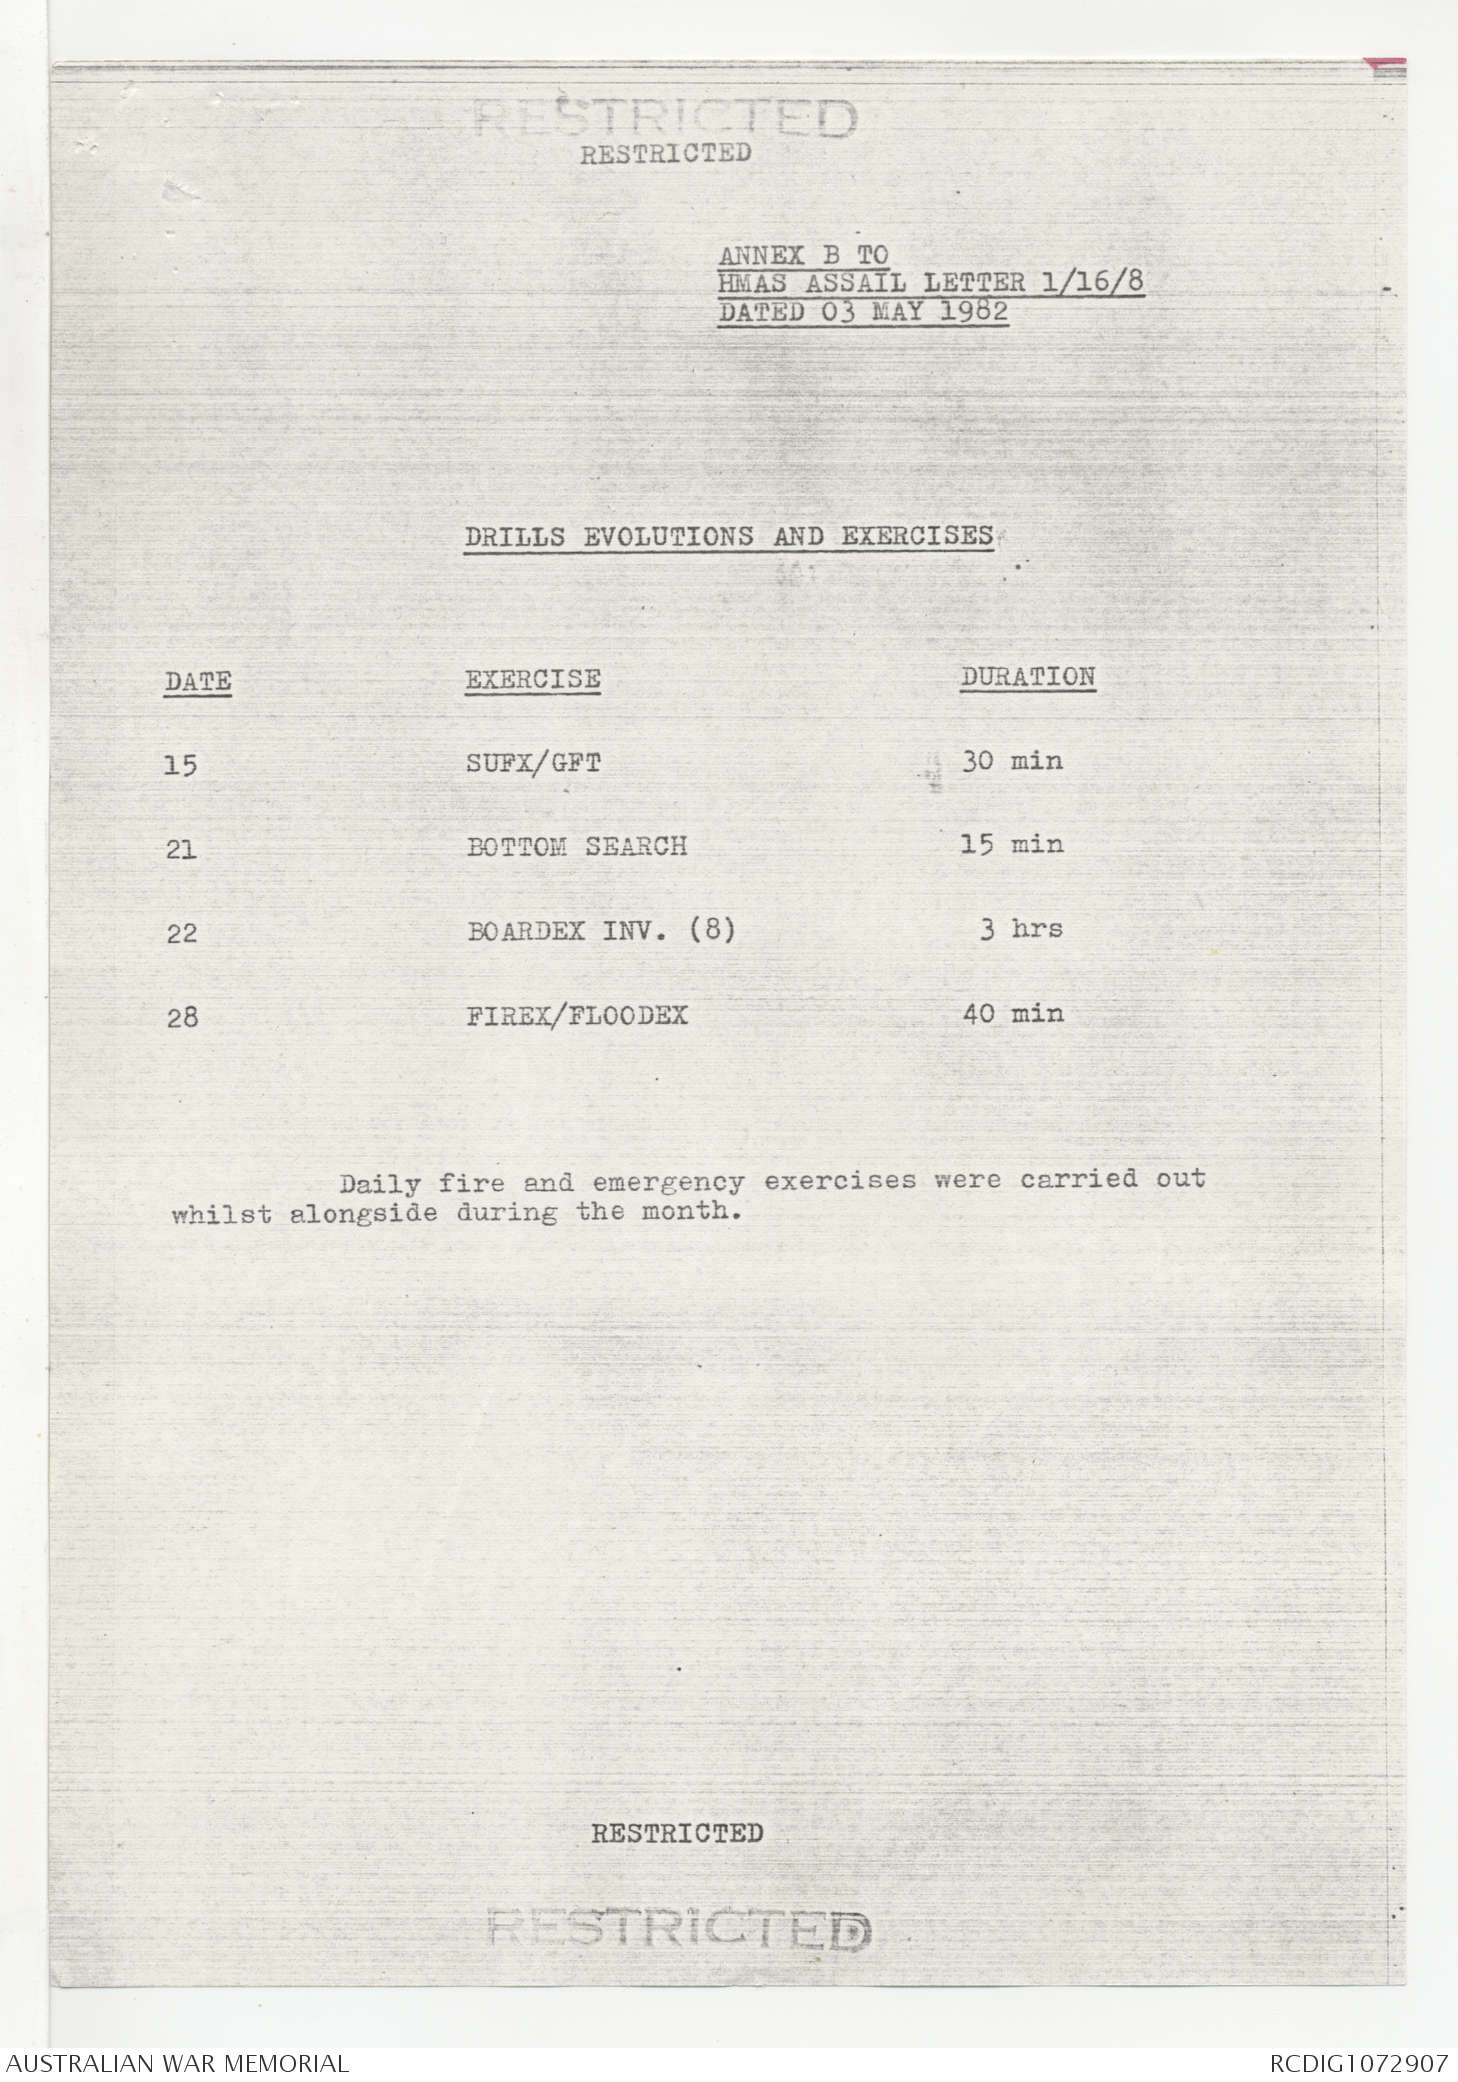 RESTRICTED
RESTRICTED
ANNEX B TO
HMAS ASSAIL LETTER 1/16/8
DATED 03 MAY 1982
DRILLS EVOLUTIONS AND EXERCISES
DATE EXERCISE DURATION
15 SUFX/GFT 30 min
21 BOTTOM SEARCH 15 min
22 BOARDEX INV. (8) 3 hrs
28 FIREX/FLOODEX 40 min
Daily fire and emergency exercises were carried out
whilst alongside during the month.
RESTRICTED
RESTRICTED
AUSTRALIAN WAR MEMORIAL RCDIG1072907